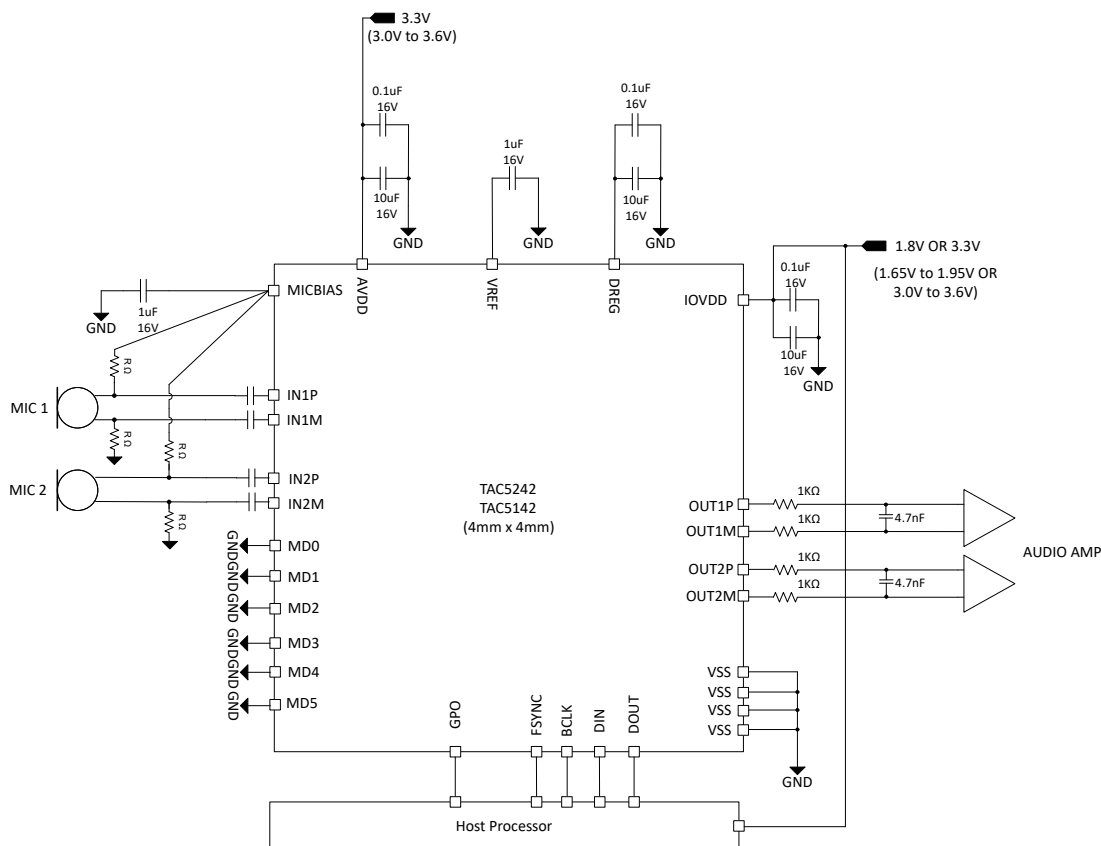 3.3V
(3.0V to 3.6V)
0.1uF
16V
10uF
16V
GND
1uF
16V
GND
0.1uF
16V
10uF
16V
GND
1.8V OR 3.3V
(1.65V to 1.95V OR
3.0V to 3.6V)
0.1uF
16V
10uF
16V
GND
AVDD
VREF
DREG
IOVDD
MICBIAS
1uF
16V
GND
R Ω
R Ω
R Ω
R Ω
MIC 1
MIC 2
IN1P
IN1M
IN2P
IN2M
GND
MD0
GND
MD1
GND
MD2
GND
MD3
GND
MD4
GND
MD5
TAC5242
TAC5142
(4mm x 4mm)
OUT1P
1KΩ
OUT1M
1KΩ
4.7nF
OUT2P
1KΩ
OUT2M
1KΩ
4.7nF
AUDIO AMP
VSS
VSS
VSS
VSS
GND
GPO
FSYNC
BCLK
DIN
DOUT
Host Processor